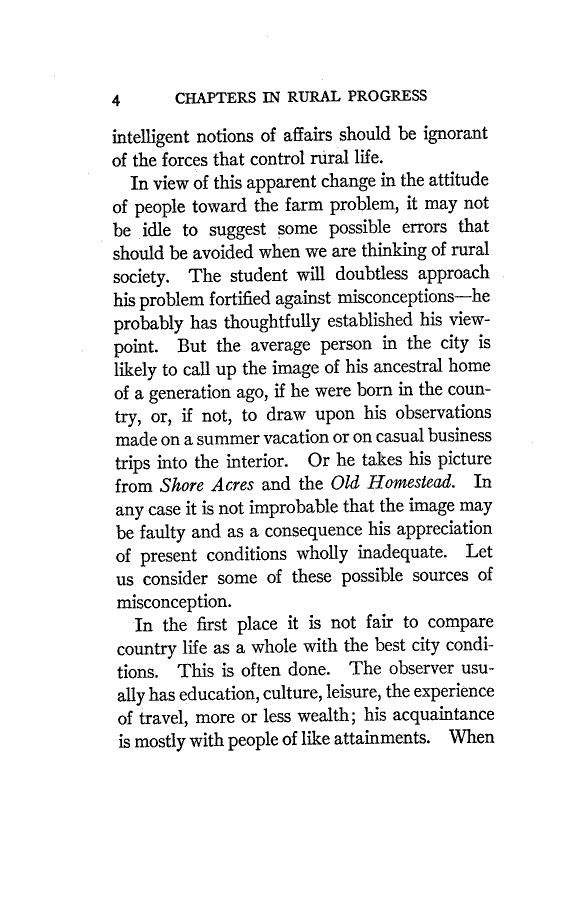 4 CHAPTERS IN RURAL PROGRESS
intelligent notions of affairs should be ignorant
of the forces that control rural life.
In view of this apparent change in the attitude
of people toward the farm problem, it may not
be idle to suggest some possible errors that
should be avoided when we are thinking of rural
society. The student will doubtless approach
his problem fortified against misconceptions—he
probably has thoughtfully established his view-
point. But the average person in the city is
likely to call up the image of his ancestral home
of a generation ago, if he were born in the coun-
try, or, if not, to draw upon his observations
made on a summer vacation or on casual business
trips into the interior. Or he takes his picture
from Shore Acres and the Old Homestead. In
any case it is not improbable that the image may
be faulty and as a consequence his appreciation
of present conditions wholly inadequate. Let
us consider some of these possible sources of
misconception.
In the first place it is not fair to compare
country life as a whole with the best city condi-
tions. This is often done. The observer usu-
ally has education, culture, leisure, the experience
of travel, more or less wealth; his acquaintance
is mostly with people of like attainments. When